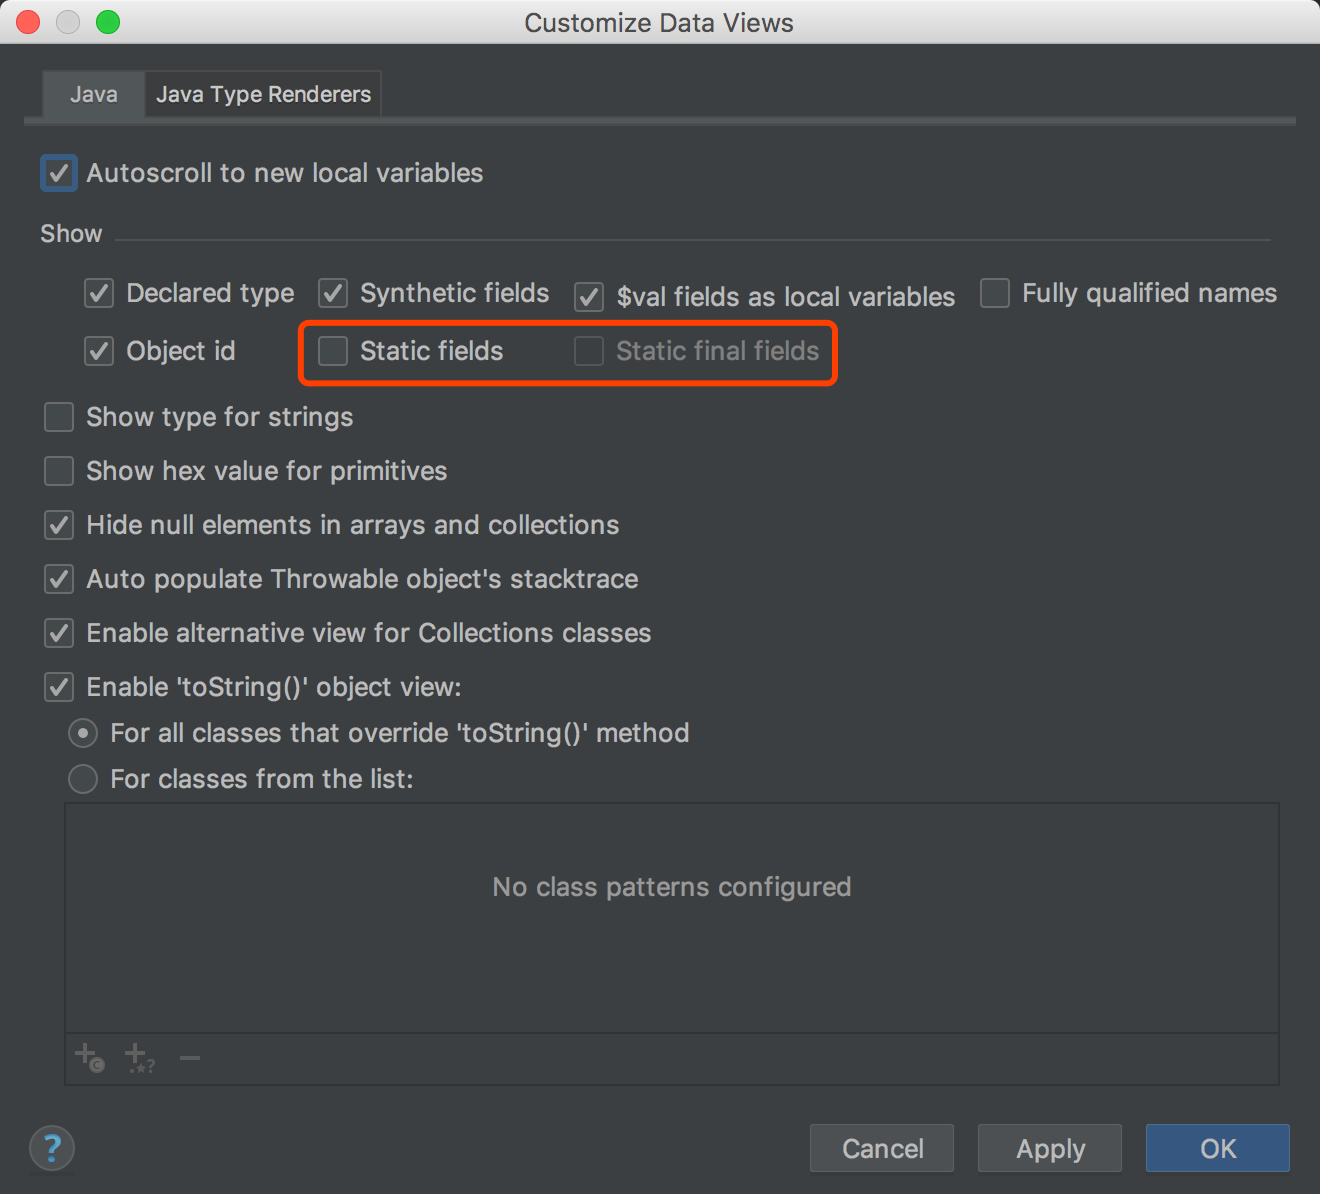 Customize Data Views
Java
Java Type Renderers
Autoscroll to new local variables
Show
Declared type
Synthetic fields
$val fields as local variables
Fully qualified names
Object id
Static fields
Static final fields
Show type for strings
Show hex value for primitives
Hide null elements in arrays and collections
Auto populate Throwable object's stacktrace
Enable alternative view for Collections classes
Enable 'toString()' object view:
For all classes that override 'toString()' method
For classes from the list:
No class patterns configured
?
Cancel
Apply
OK